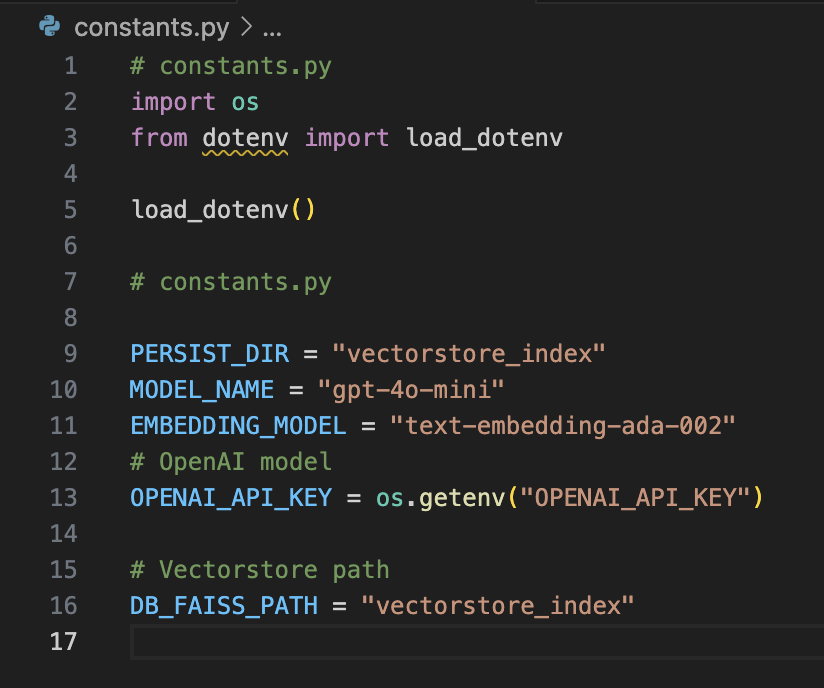 constants.py > ...
1 # constants.py
2 import os
3 from dotenv import load_dotenv
4
5 load_dotenv()
6
7 # constants.py
8
9 PERSIST_DIR = "vectorstore_index"
10 MODEL_NAME = "gpt-4o-mini"
11 EMBEDDING_MODEL = "text-embedding-ada-002"
12 # OpenAI model
13 OPENAI_API_KEY = os.getenv("OPENAI_API_KEY")
14
15 # Vectorstore path
16 DB_FAISS_PATH = "vectorstore_index"
17